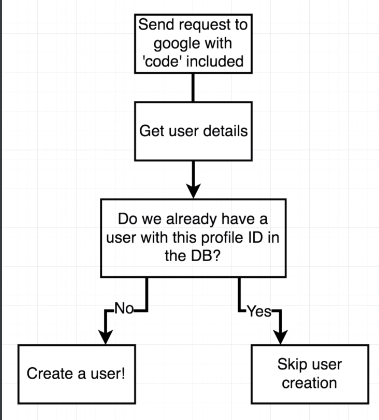 Send request to
google with
'code' included
Get user details
Do we already have a
user with this profile ID in
the DB?
No
Yes
Create a user!
Skip user
creation